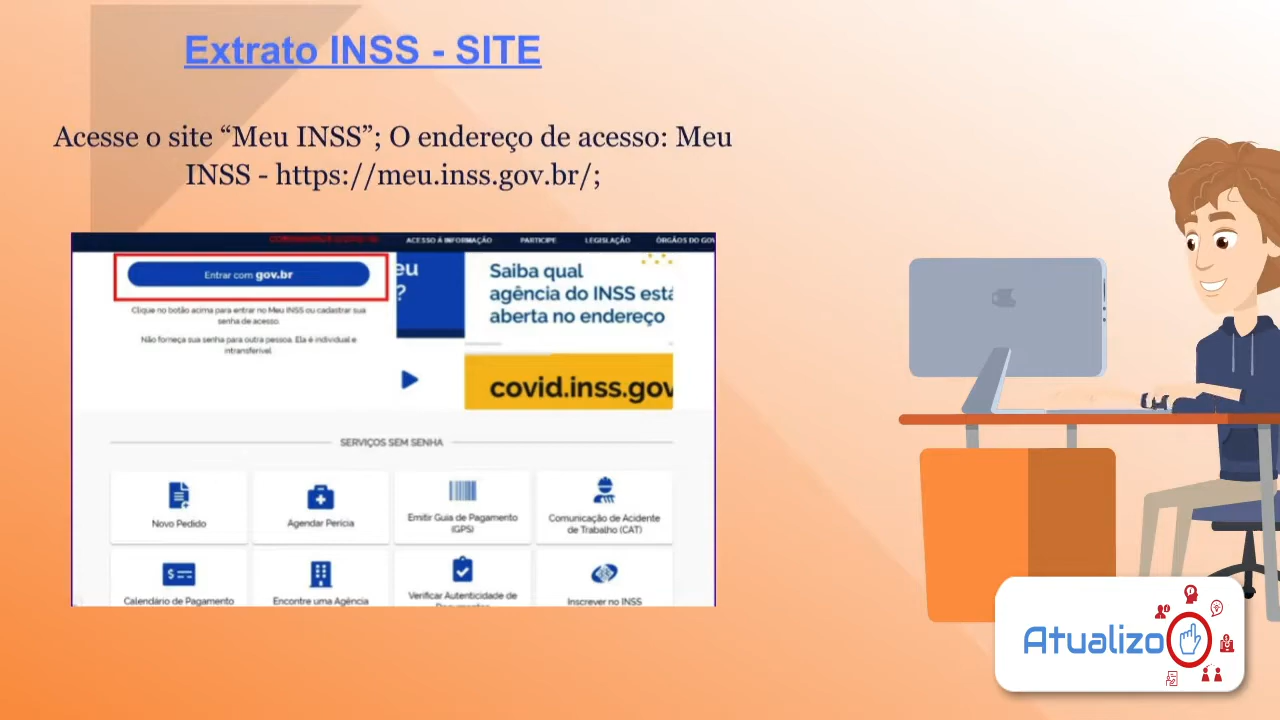 Extrato INSS - SITE
Acesse o site “Meu INSS”; O endereço de acesso: Meu
INSS - https://meu.inss.gov.br/;
ACESSO À INFORMAÇÃO PARTICIPE LEGISLAÇÃO ÓRGÃOS DO GOV
Entrar com gov.br
Clique no botão acima para entrar no Meu INSS ou cadastrar sua
senha de acesso.
Não forneça sua senha para outra pessoa. Ela é individual e
intransferível
eu
?
Saiba qual
agência do INSS está
aberta no endereço
covid.inss.gov
SERVIÇOS SEM SENHA
Novo Pedido
Agendar Perícia
Emitir Guia de Pagamento
(GPS)
Comunicação de Acidente
de Trabalho (CAT)
Calendário de Pagamento
Encontre uma Agência
Verificar Autenticidade de
Documentos
Inscrever no INSS
Atualizo